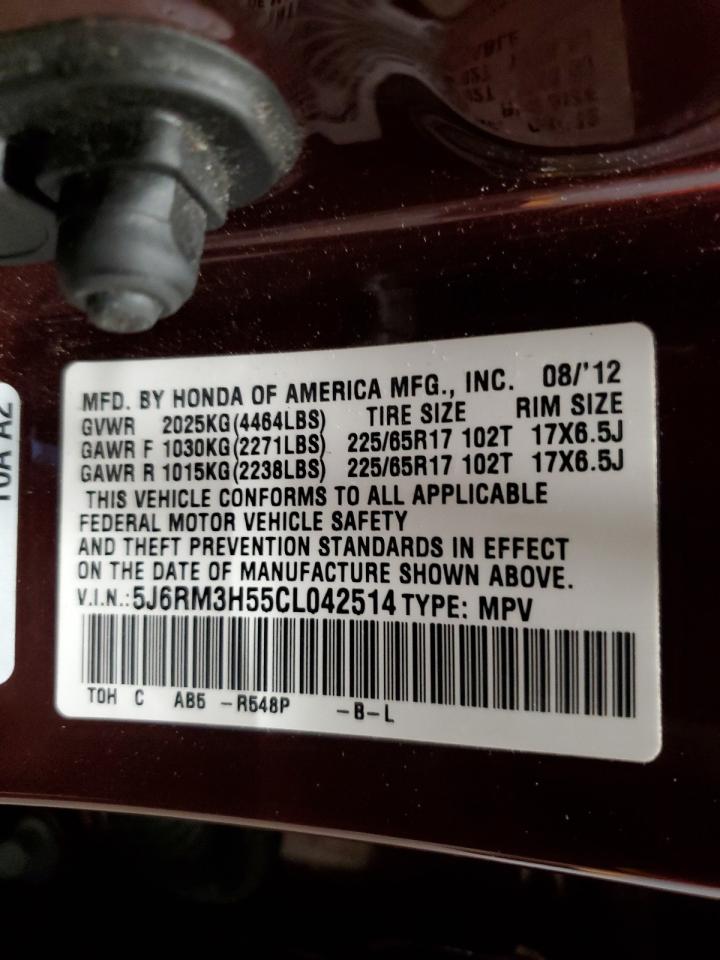 MFD. BY HONDA OF AMERICA MFG., INC. 08/'12
GVWR 2025KG(4464LBS) TIRE SIZE RIM SIZE
GAWR F 1030KG(2271LBS) 225/65R17 102T 17X6.5J
GAWR R 1015KG(2238LBS) 225/65R17 102T 17X6.5J
THIS VEHICLE CONFORMS TO ALL APPLICABLE
FEDERAL MOTOR VEHICLE SAFETY
AND THEFT PREVENTION STANDARDS IN EFFECT
ON THE DATE OF MANUFACTURE SHOWN ABOVE.
V.I.N.: 5J6RM3H55CL042514 TYPE: MPV
TOH C AB5 -R548P -B-L
A2